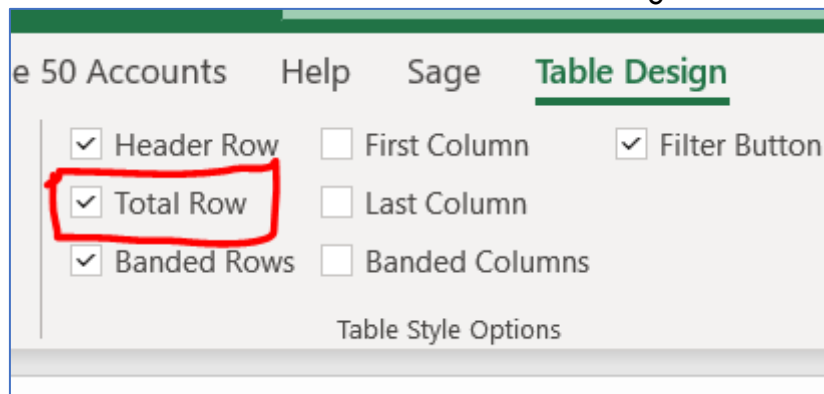 e 50 Accounts Help Sage Table Design
Header Row First Column Filter Button
Total Row Last Column
Banded Rows Banded Columns
Table Style Options